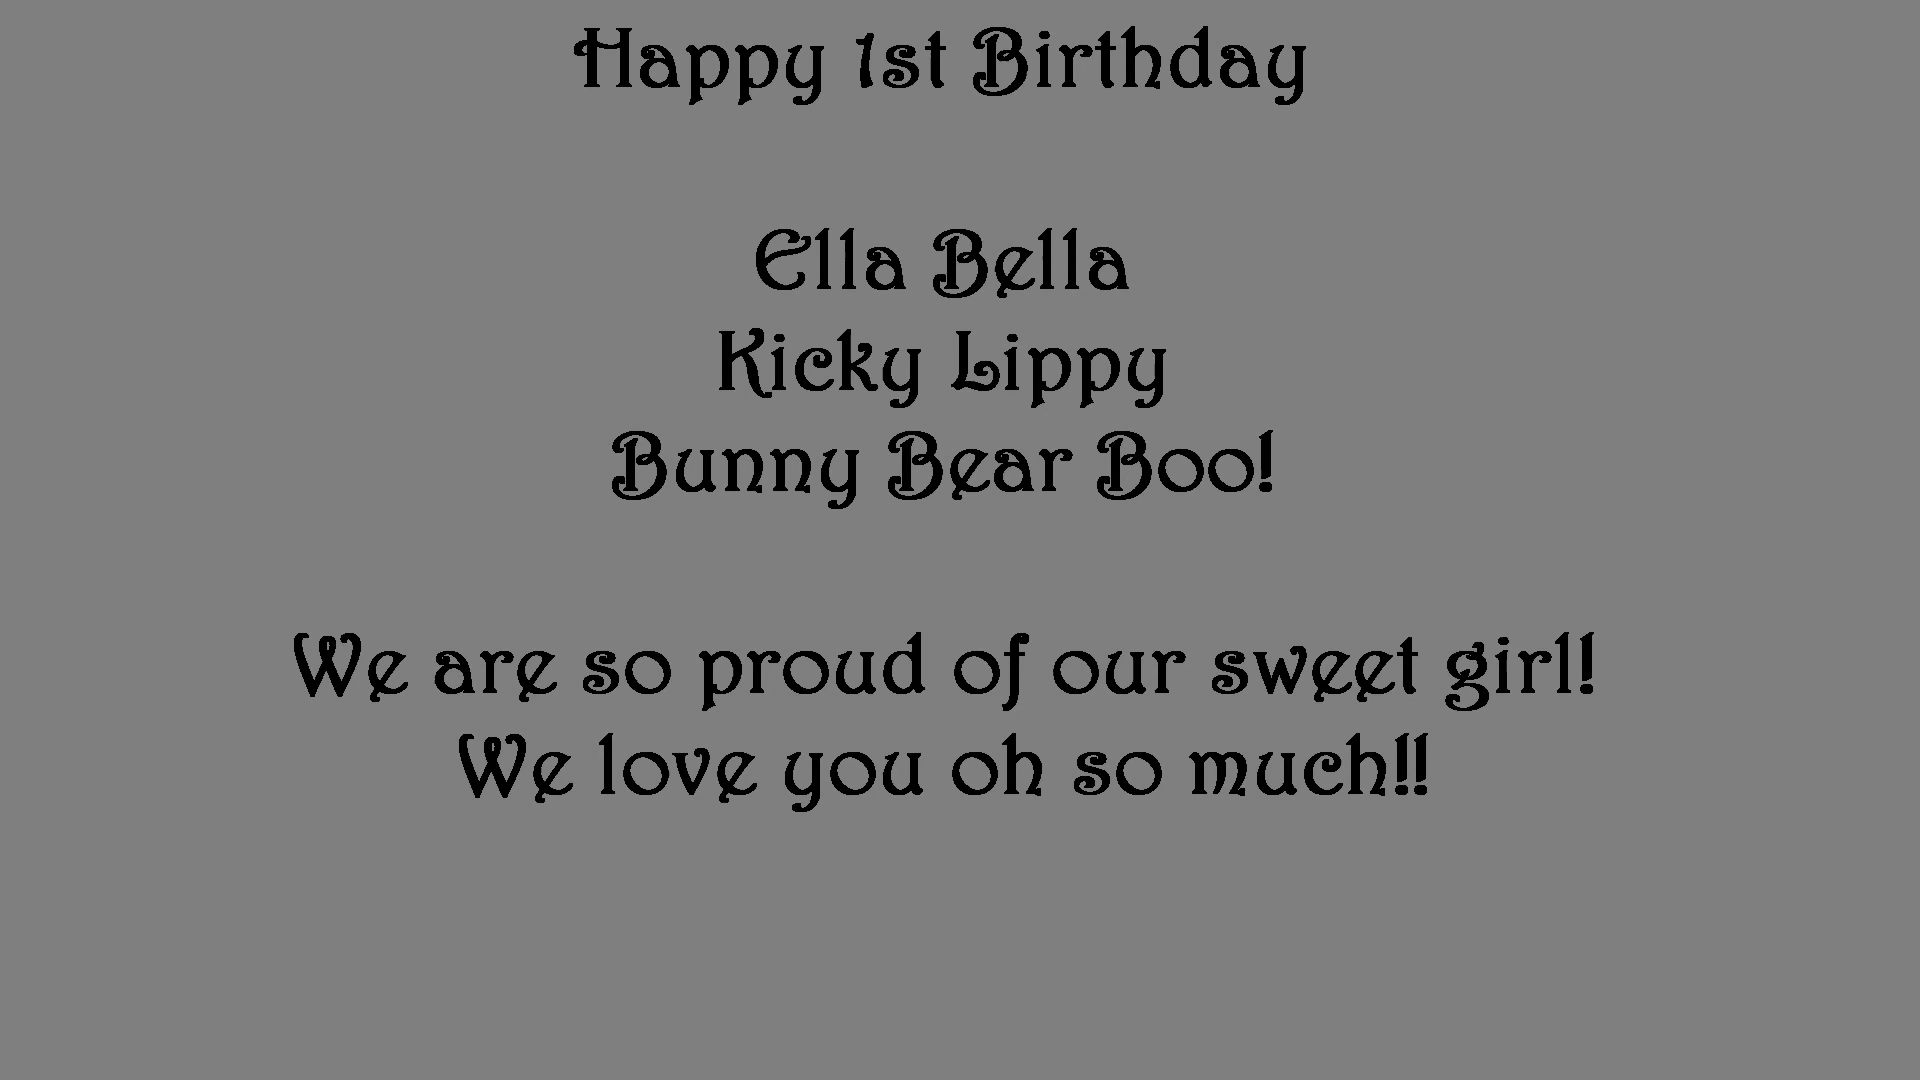 Happy 1st Birthday
Ella Bella
Kicky Lippy
Bunny Bear Boo!
We are so proud of our sweet girl!
We love you oh so much!!